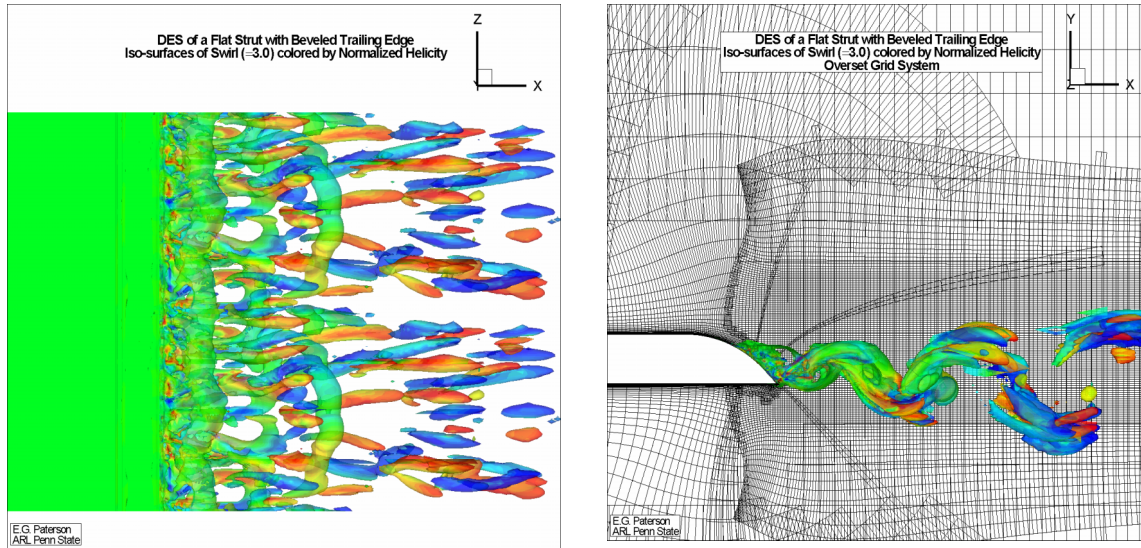 DES of a Flat Strut with Beveled Trailing Edge
Iso-surfaces of Swirl (=3.0) colored by Normalized Helicity
Z
Y
X
E.G. Paterson
ARL Penn State
DES of a Flat Strut with Beveled Trailing Edge
Iso-surfaces of Swirl (=3.0) colored by Normalized Helicity
Overset Grid System
Y
Z
X
E.G. Paterson
ARL Penn State